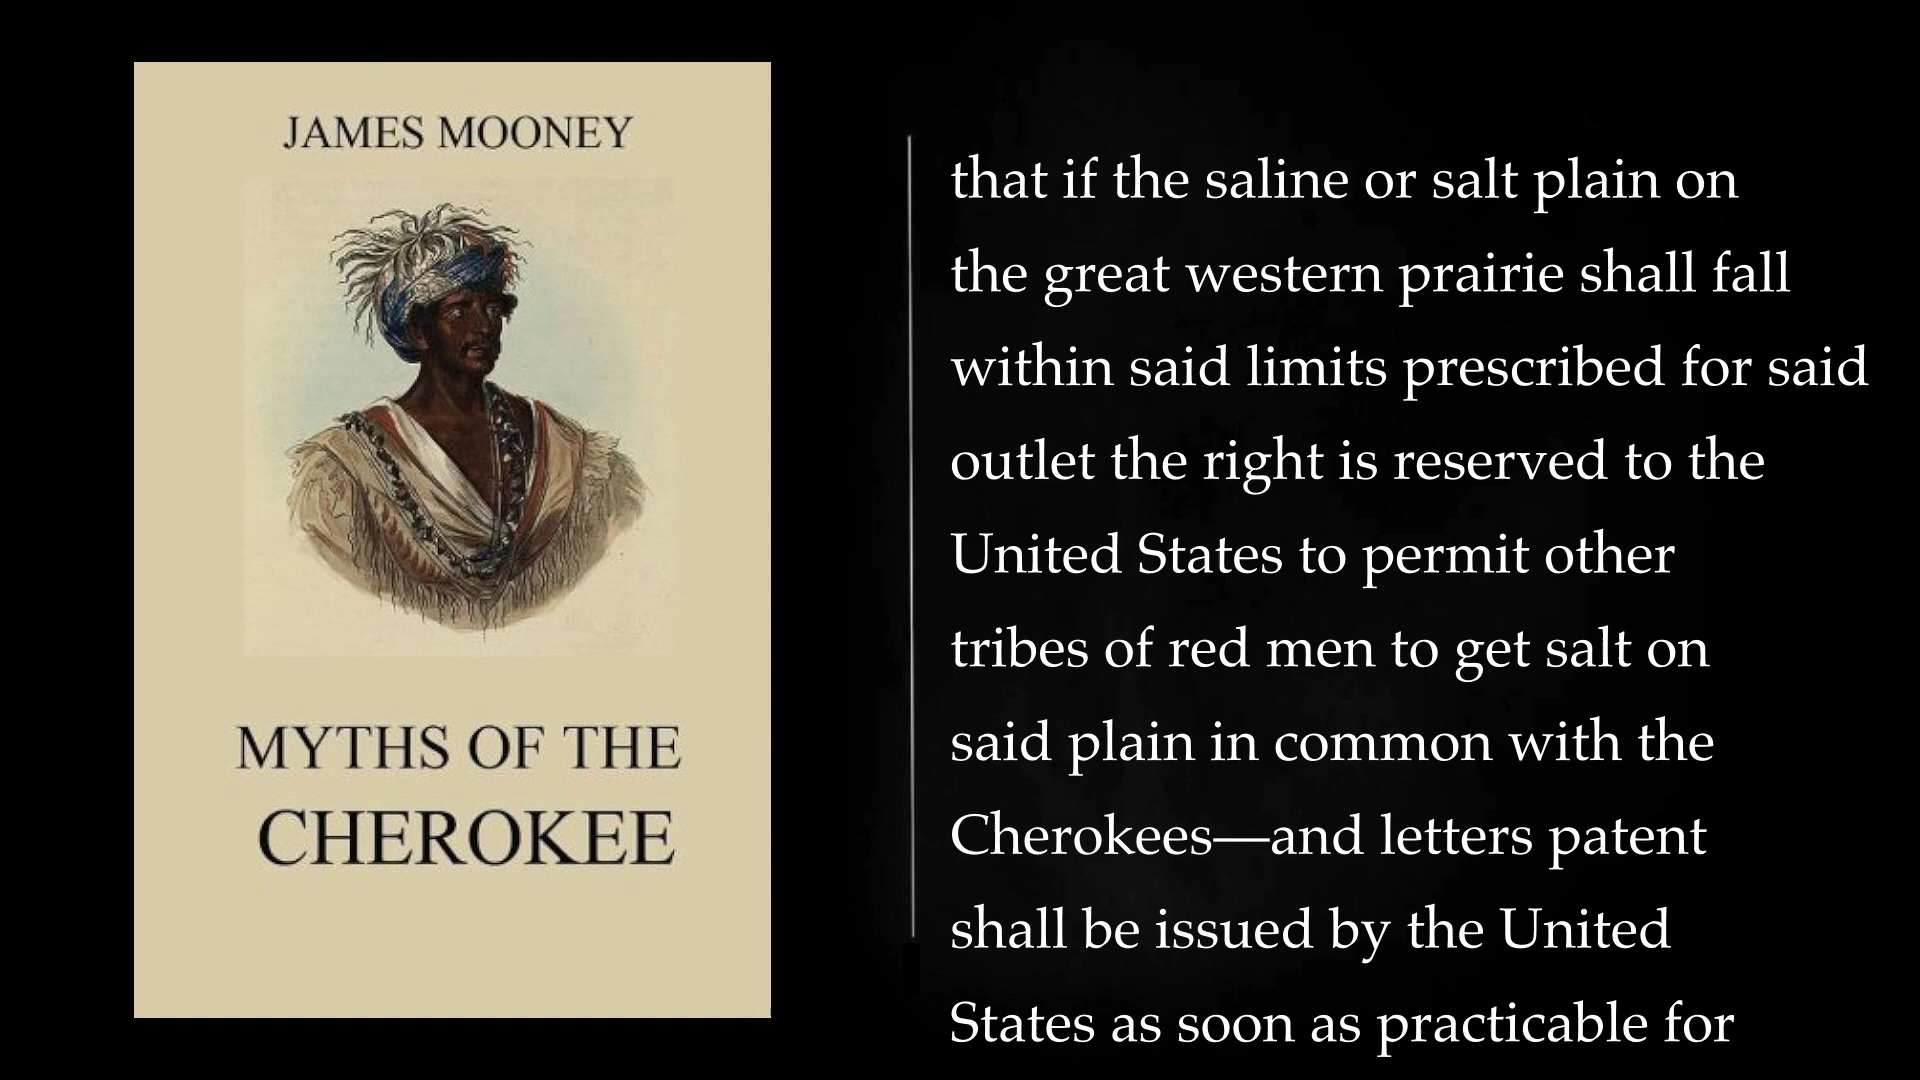 JAMES MOONEY
MYTHS OF THE
CHEROKEE
that if the saline or salt plain on
the great western prairie shall fall
within said limits prescribed for said
outlet the right is reserved to the
United States to permit other
tribes of red men to get salt on
said plain in common with the
Cherokees—and letters patent
shall be issued by the United
States as soon as practicable for